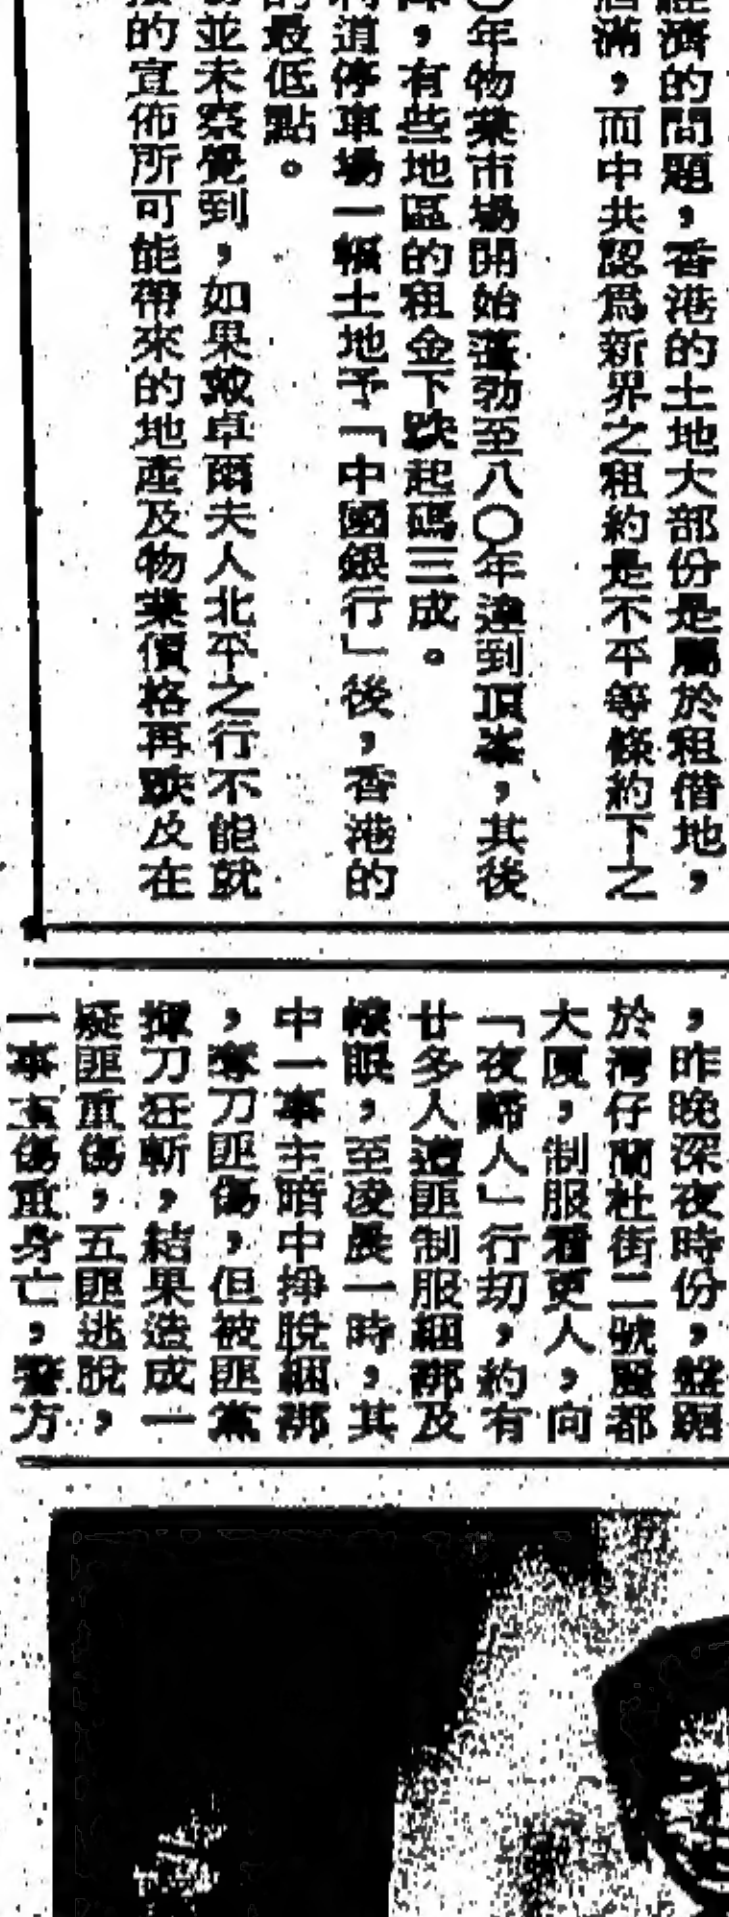 經濟的問題，香港的土地大部份是屬於租借地，
滿，而中共認爲新界之租約是不平等條約下之
〇年物業市場開始蓬勃至八〇年達到頂峯，其後
，有些地區的租金下跌起碼三成。
利道停車場一幅土地予「中國銀行」後，香港的
的最低點。
並未察覺到，如果戴卓爾夫人北平之行不能就
的宣佈所可能帶來的地產及物業價格再跌及在
，昨晚深夜時份，盤踞
於灣仔蘭杜街二號麗都
大厦，制服看更人，向
「夜歸人」行刧，約有
廿多人遭匪制服綑綁及
幪眼，至凌晨一時，其
中一事主暗中掙脫綑綁
，奪刀匪傷，但被匪黨
揮刀狂斬，結果造成一
疑匪重傷，五匪逃脫，
一事主傷重身亡，警方